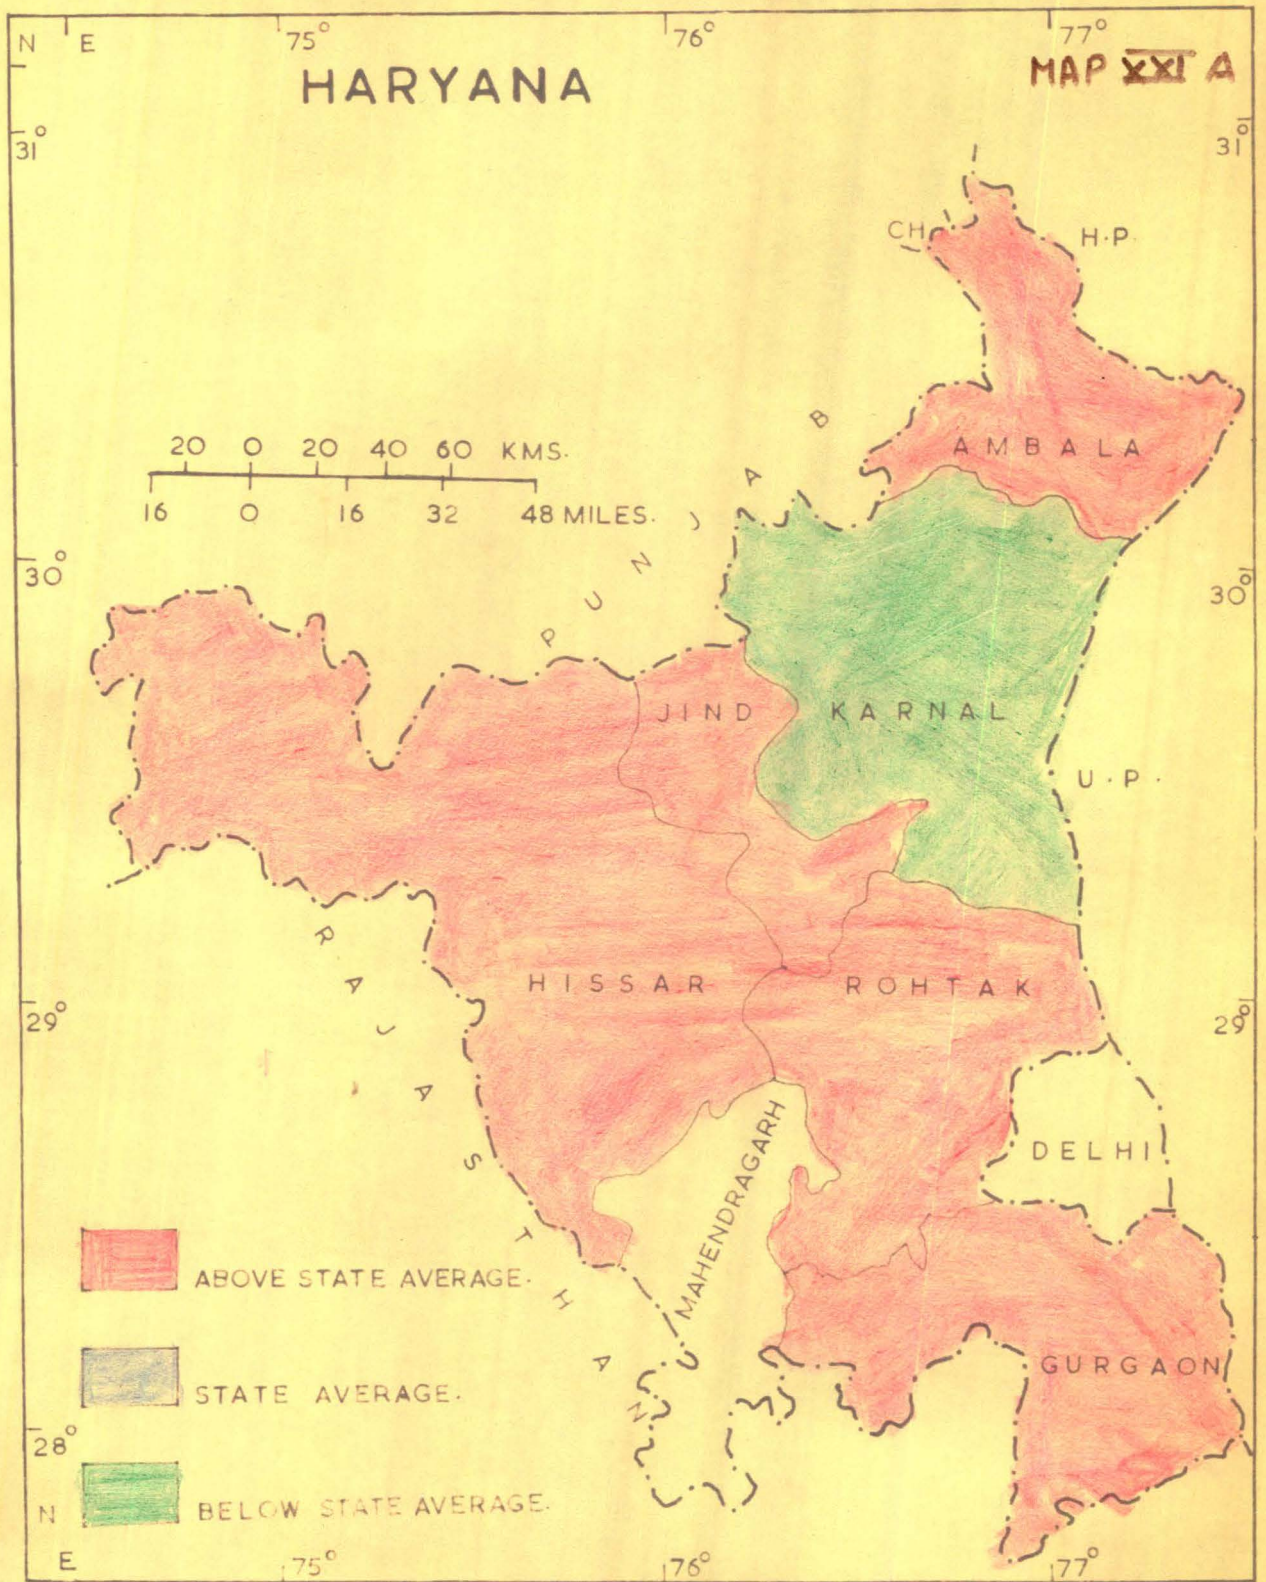 N E 75° 76° 77°
HARYANA
MAP XXI A
31° 31°
CH. H.P.
AMBALA
20 0 20 40 60 KMS.
16 0 16 32 48 MILES.
PUNJAB
30° 30°
JIND KARNAL
U.P.
RAJASTHAN
HISSAR ROHTAK
29° 29°
MAHENDRAGARH
DELHI
ABOVE STATE AVERAGE.
GURGAON
STATE AVERAGE.
28°
BELOW STATE AVERAGE.
N
E 75° 76° 77°